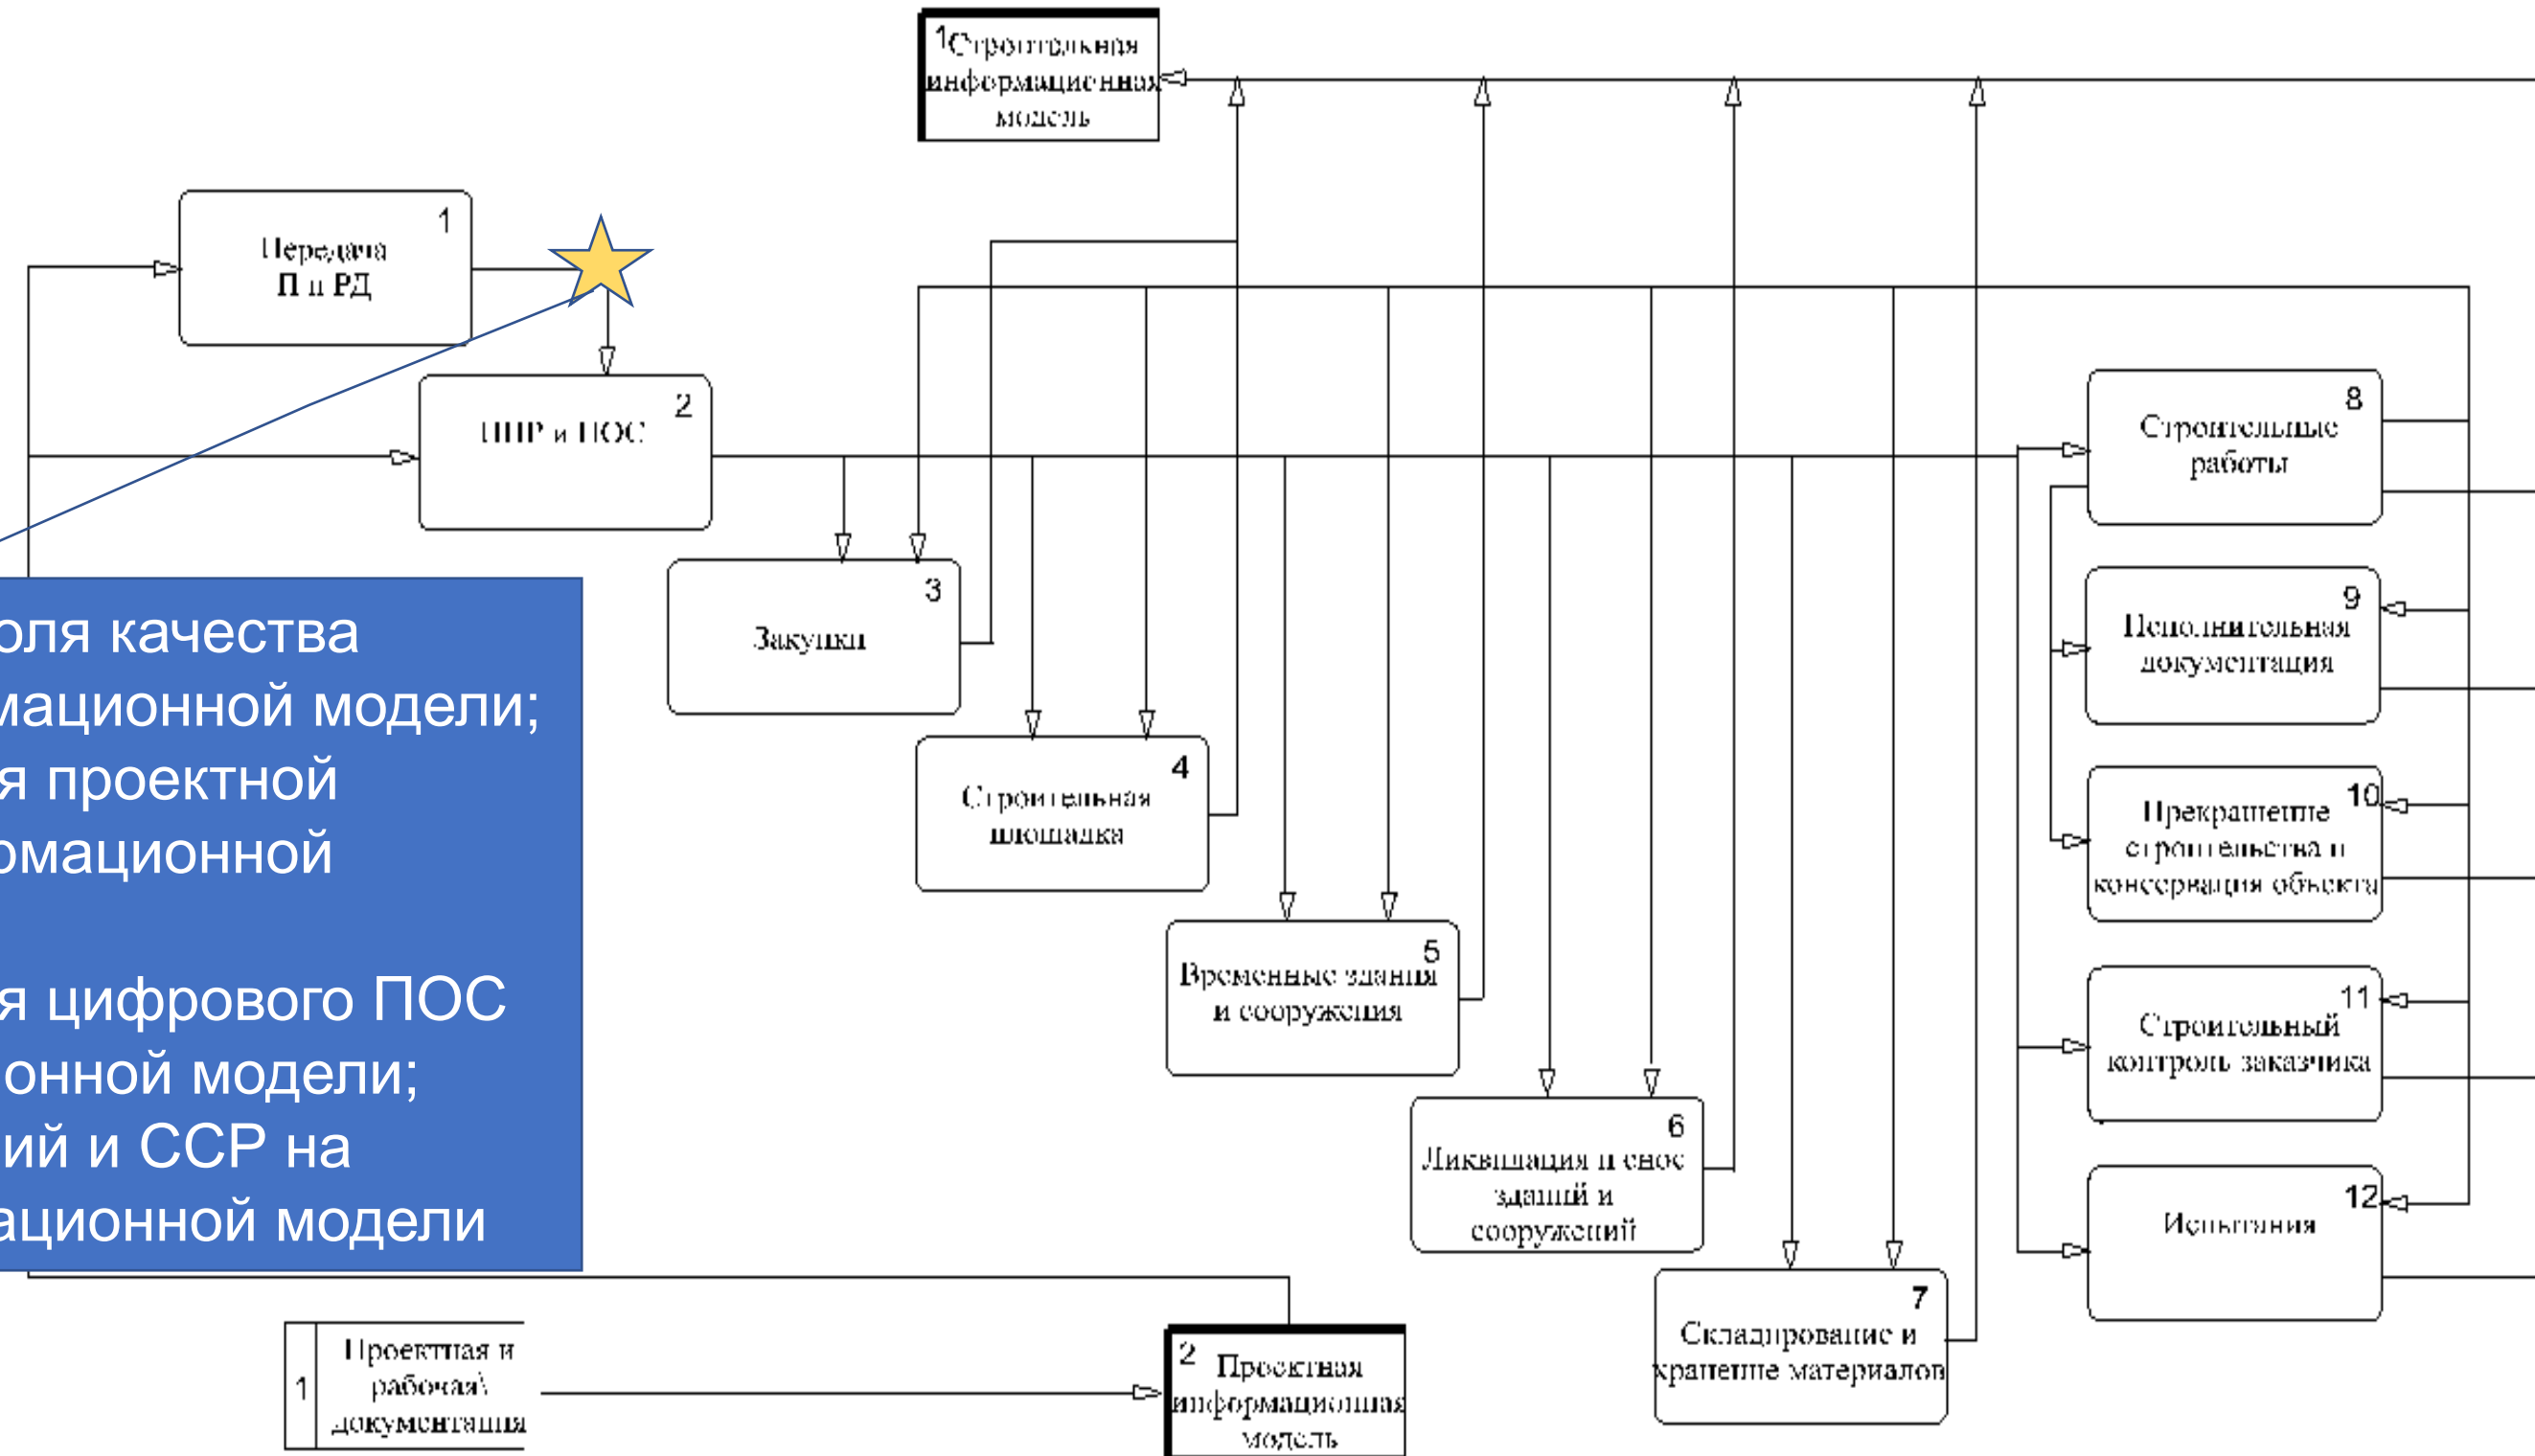 1
Строительная
информационная
модель
1
Передача
П и РД
2
ППР и ПОС
3
Закупки
4
Строительная
площадка
5
Временные здания
и сооружения
6
Ликвидация и снос
зданий и
сооружений
7
Складирование и
хранение материалов
8
Строительные
работы
9
Исполнительная
документация
10
Прекращение
строительства и
консервация объекта
11
Строительный
контроль заказчика
12
Испытания
оля качества
мационной модели;
я проектной
рмационной
я цифрового ПОС
онной модели;
ий и ССР на
ационной модели
1
Проектная и
рабочая\
документация
2
Проектная
информационная
модель